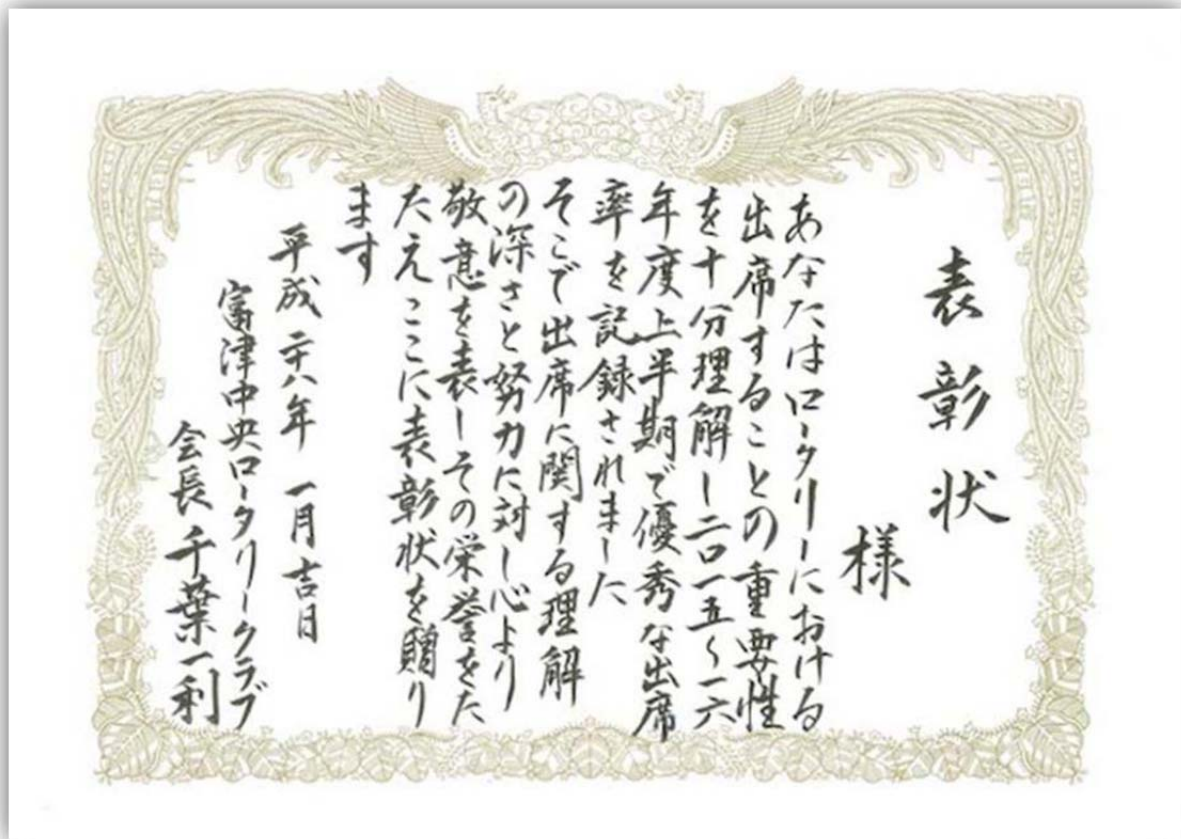 表彰状
様
あなたはロータリーにおける
出席することの重要性
を十分理解し二〇一五〜一六
年度上半期で優秀な出席
率を記録されました
そこで出席に関する理解
の深さと努力に対し心より
敬意を表しその栄誉をた
たえここに表彰状を贈り
ます
平成二十八年 一月吉日
富津中央ロータリークラブ
会長 千葉一利